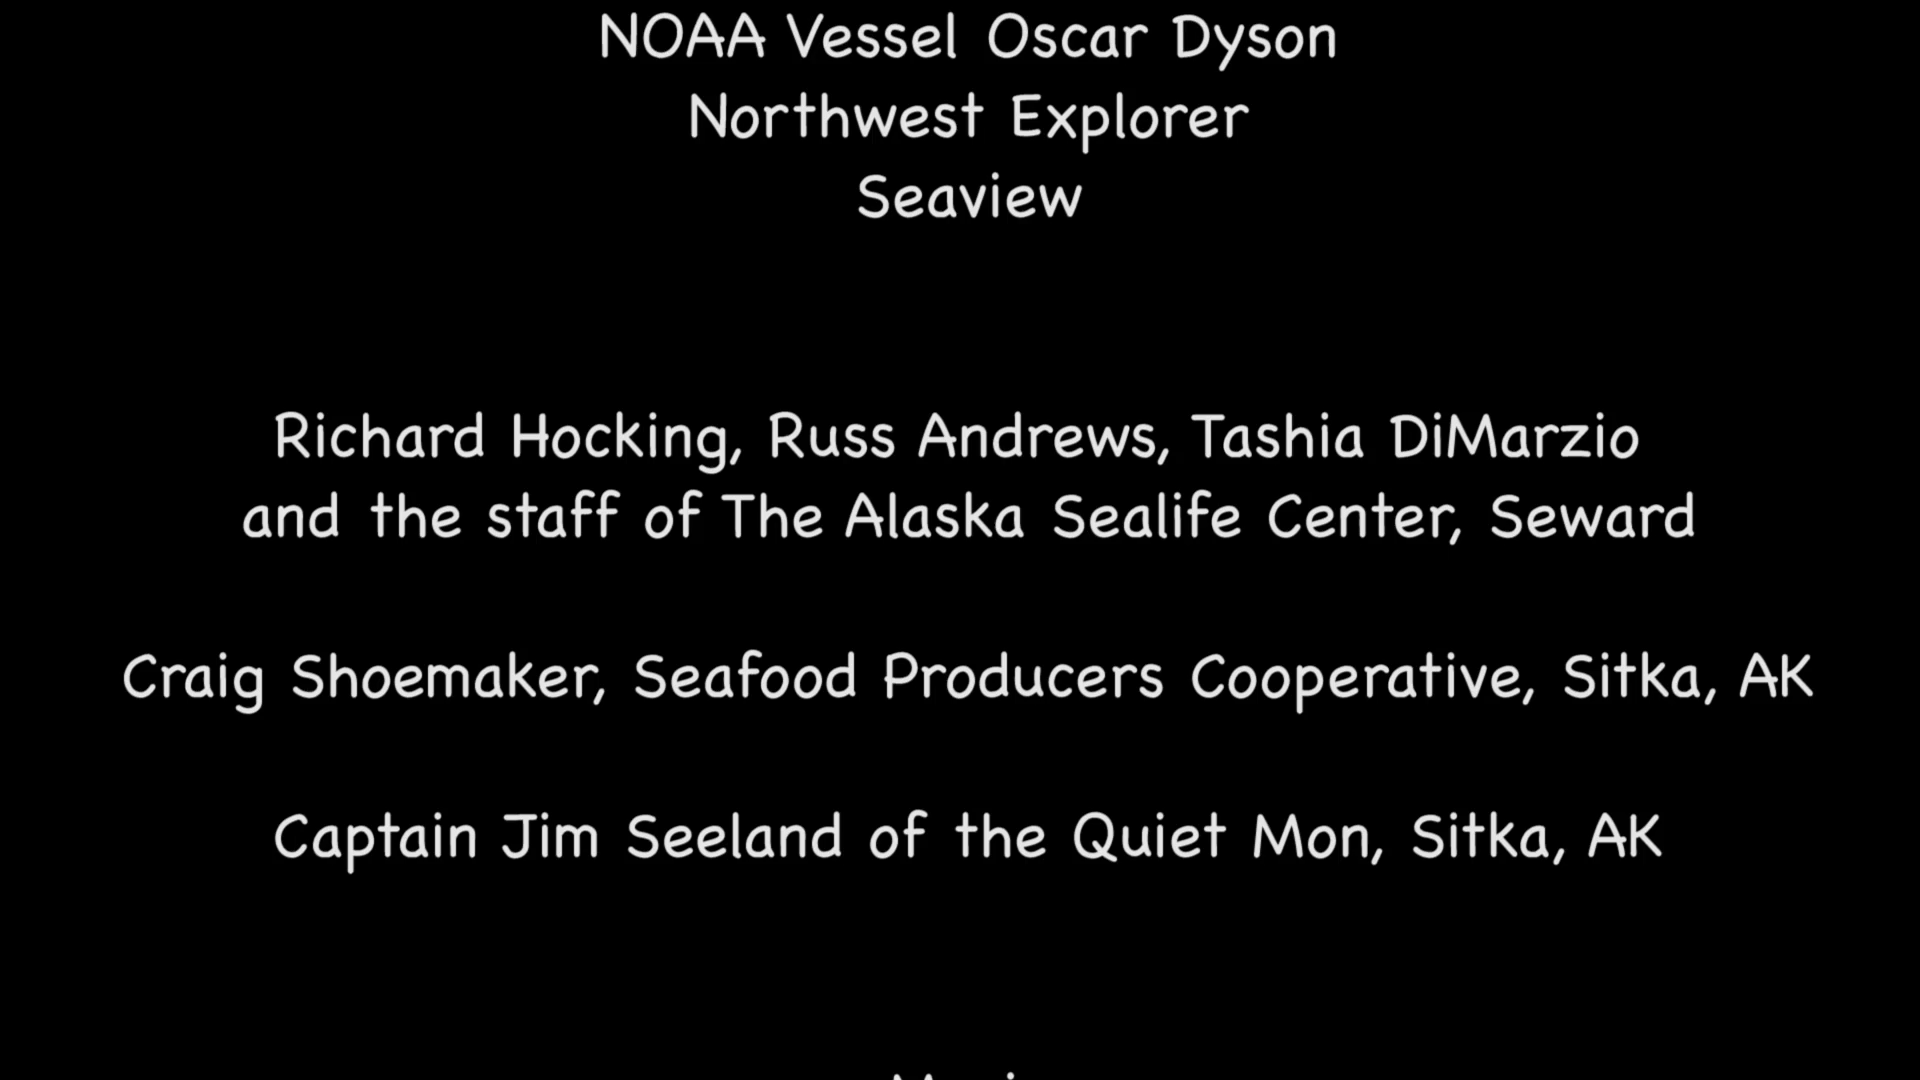 NOAA Vessel Oscar Dyson
Northwest Explorer
Seaview
Richard Hocking, Russ Andrews, Tashia DiMarzio
and the staff of The Alaska Sealife Center, Seward
Craig Shoemaker, Seafood Producers Cooperative, Sitka, AK
Captain Jim Seeland of the Quiet Mon, Sitka, AK